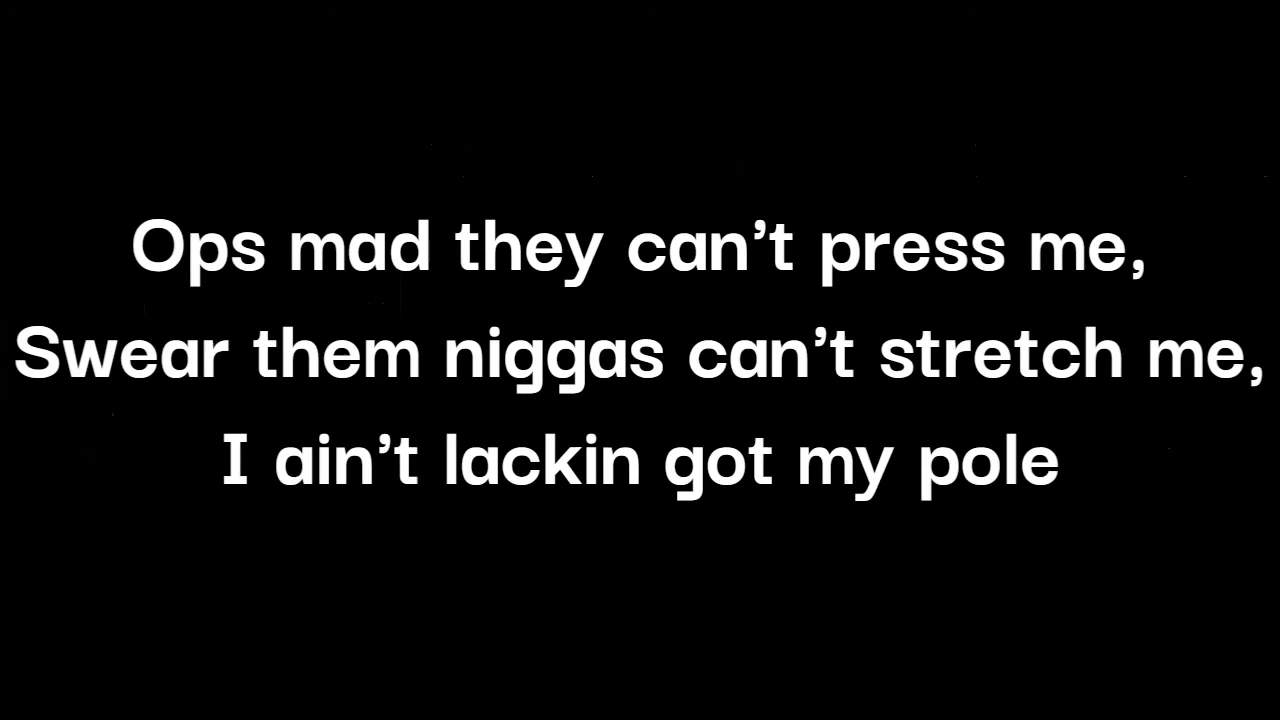 Ops mad they can't press me,
Swear them niggas can't stretch me,
I ain't lackin got my pole